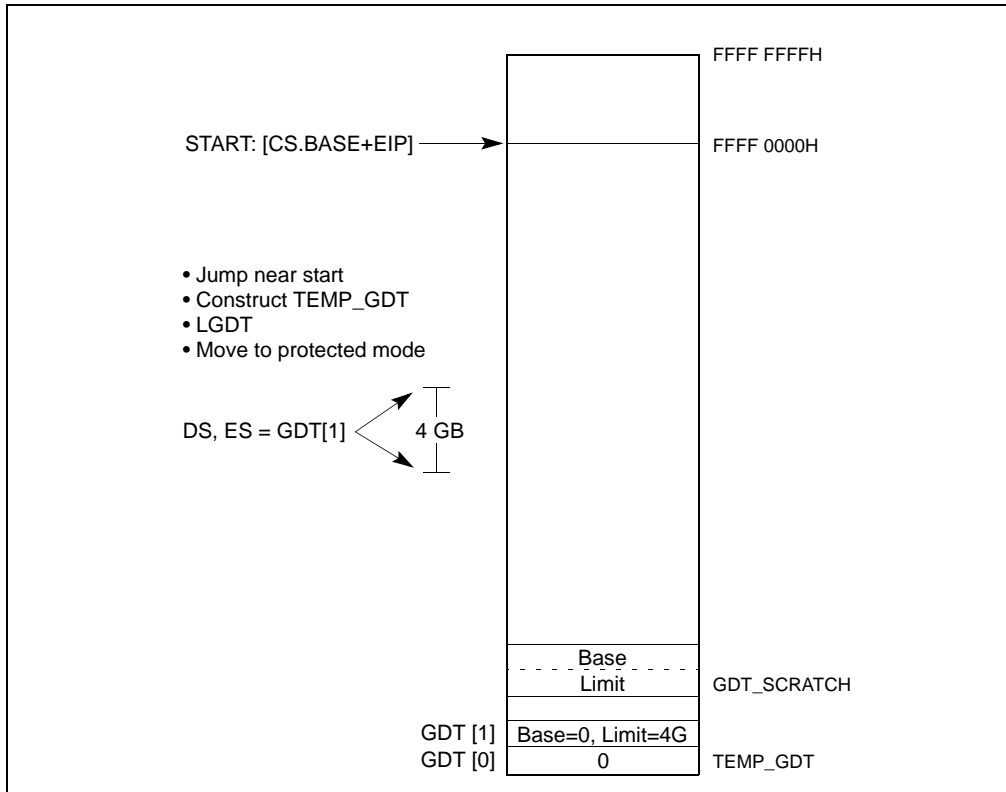 FFFF FFFFH
START: [CS.BASE+EIP]
FFFF 0000H
• Jump near start
• Construct TEMP_GDT
• LGDT
• Move to protected mode
DS, ES = GDT[1]
4 GB
Base
Limit
GDT_SCRATCH
GDT [1]
Base=0, Limit=4G
GDT [0]
0
TEMP_GDT